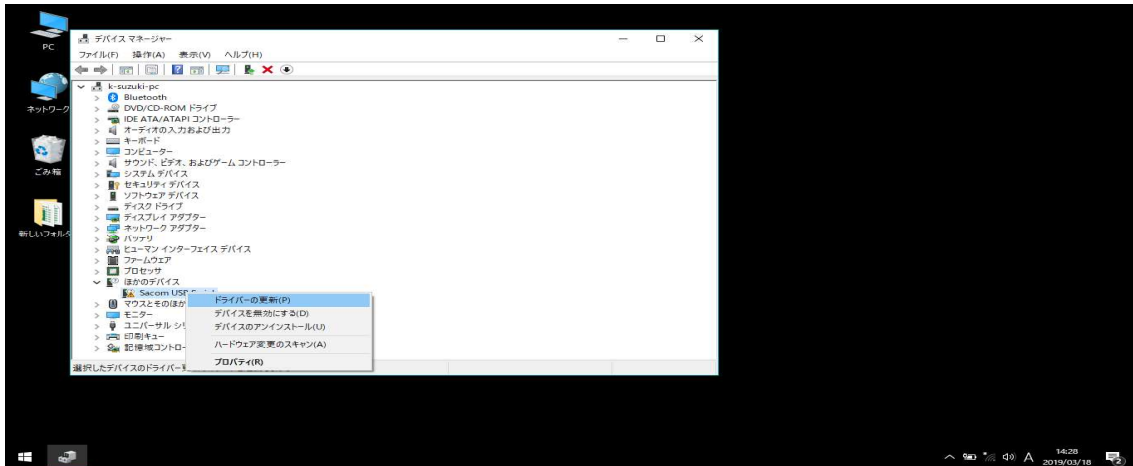 PC
ネットワーク
ごみ箱
新しいフォルダ
デバイス マネージャー
ファイル(F) 操作(A) 表示(V) ヘルプ(H)
k-suzuki-pc
Bluetooth
DVD/CD-ROM ドライブ
IDE ATA/ATAPI コントローラー
オーディオの入力および出力
キーボード
コンピューター
サウンド、ビデオ、およびゲーム コントローラー
システム デバイス
セキュリティ デバイス
ソフトウェア デバイス
ディスク ドライブ
ディスプレイ アダプター
ネットワーク アダプター
バッテリ
ヒューマン インターフェイス デバイス
ファームウェア
プロセッサ
ほかのデバイス
Sacom USB
マウスとそのほか
モニター
ユニバーサル シリ
印刷キュー
記憶域コントロー
ドライバーの更新(P)
デバイスを無効にする(D)
デバイスのアンインストール(U)
ハードウェア変更のスキャン(A)
プロパティ(R)
選択したデバイスのドライバー
A
14:28
2019/03/18
2